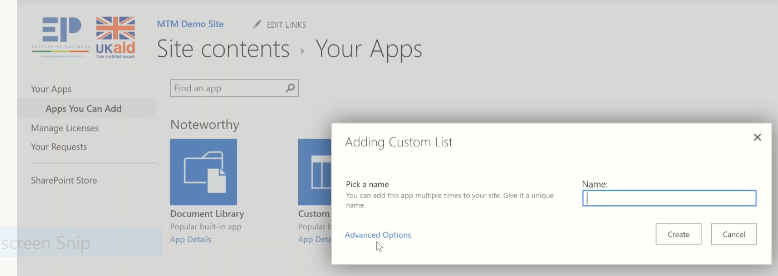 MTM Demo Site EDIT LINKS
EP UKaid
from the British people
Site contents › Your Apps
Your Apps
Find an app
Apps You Can Add
Manage Licenses
Noteworthy
Your Requests
SharePoint Store
Document Library
Popular built-in app
App Details
Custom
Popular b
App Deta
screen Snip
Adding Custom List
Pick a name
You can add this app multiple times to your site. Give it a unique
name.
Name:
Advanced Options
Create
Cancel